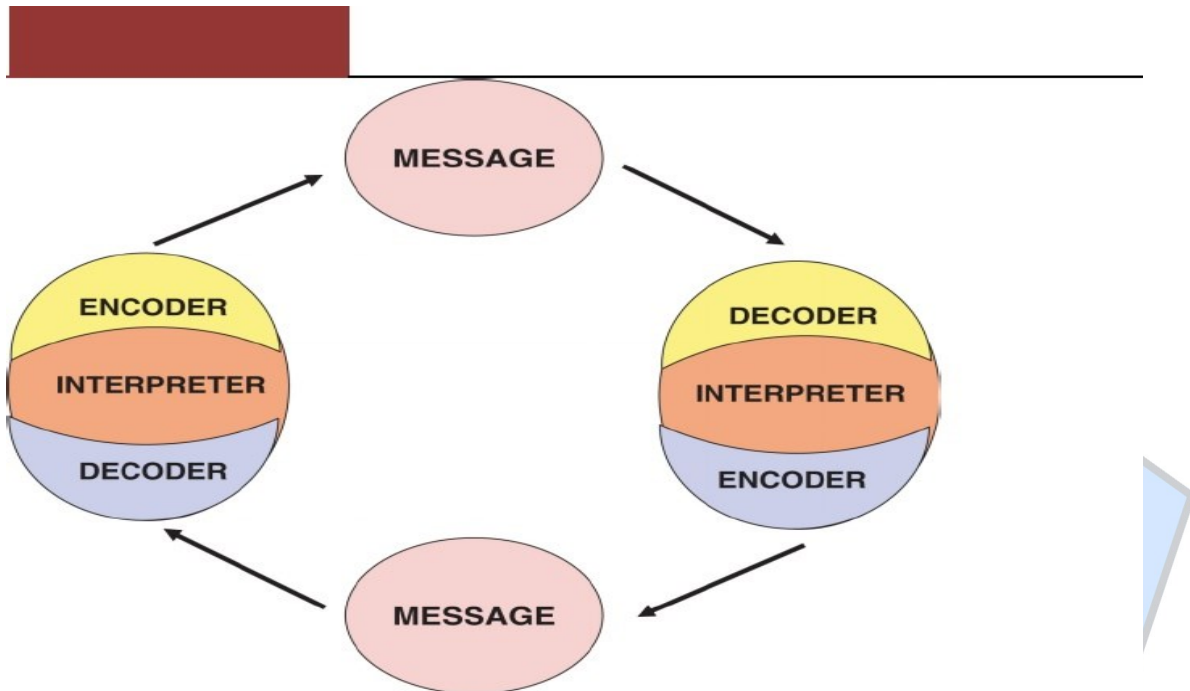 MESSAGE
ENCODER
INTERPRETER
DECODER
DECODER
INTERPRETER
ENCODER
MESSAGE